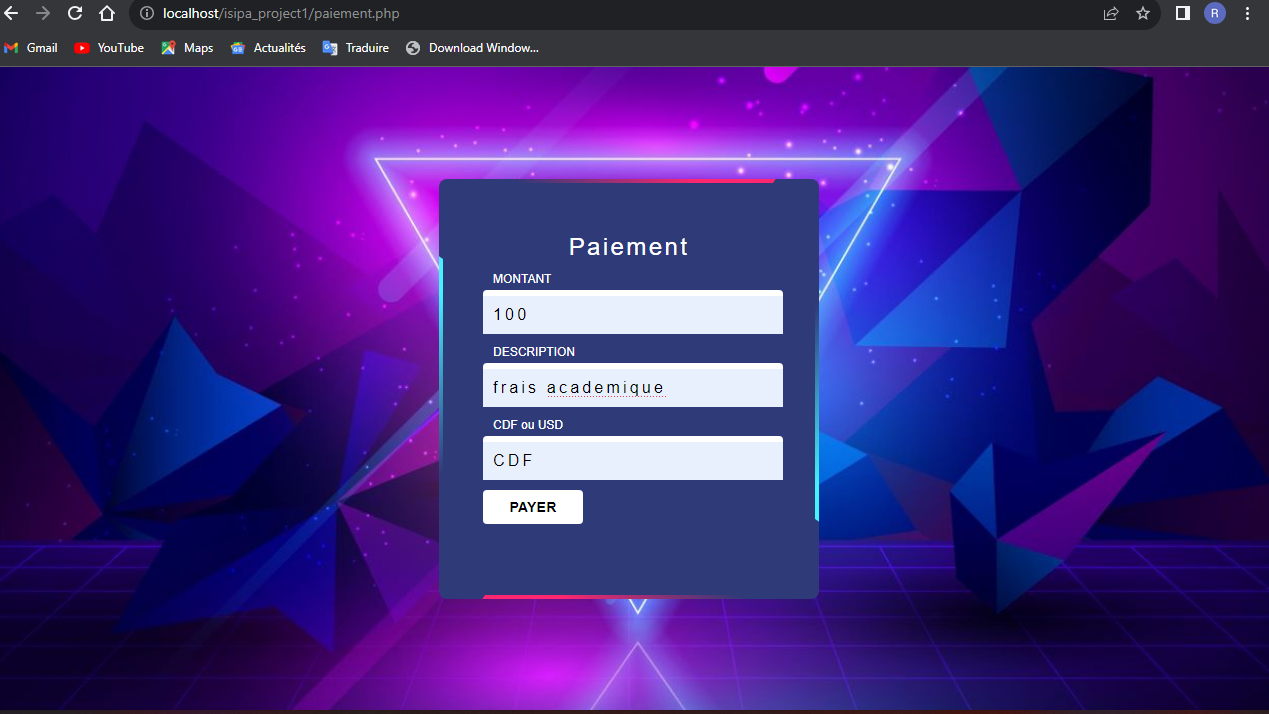 localhost/isipa_project1/paiement.php
R
Gmail YouTube Maps Actualités Traduire Download Window...
Paiement
MONTANT
100
DESCRIPTION
frais academique
CDF ou USD
CDF
PAYER